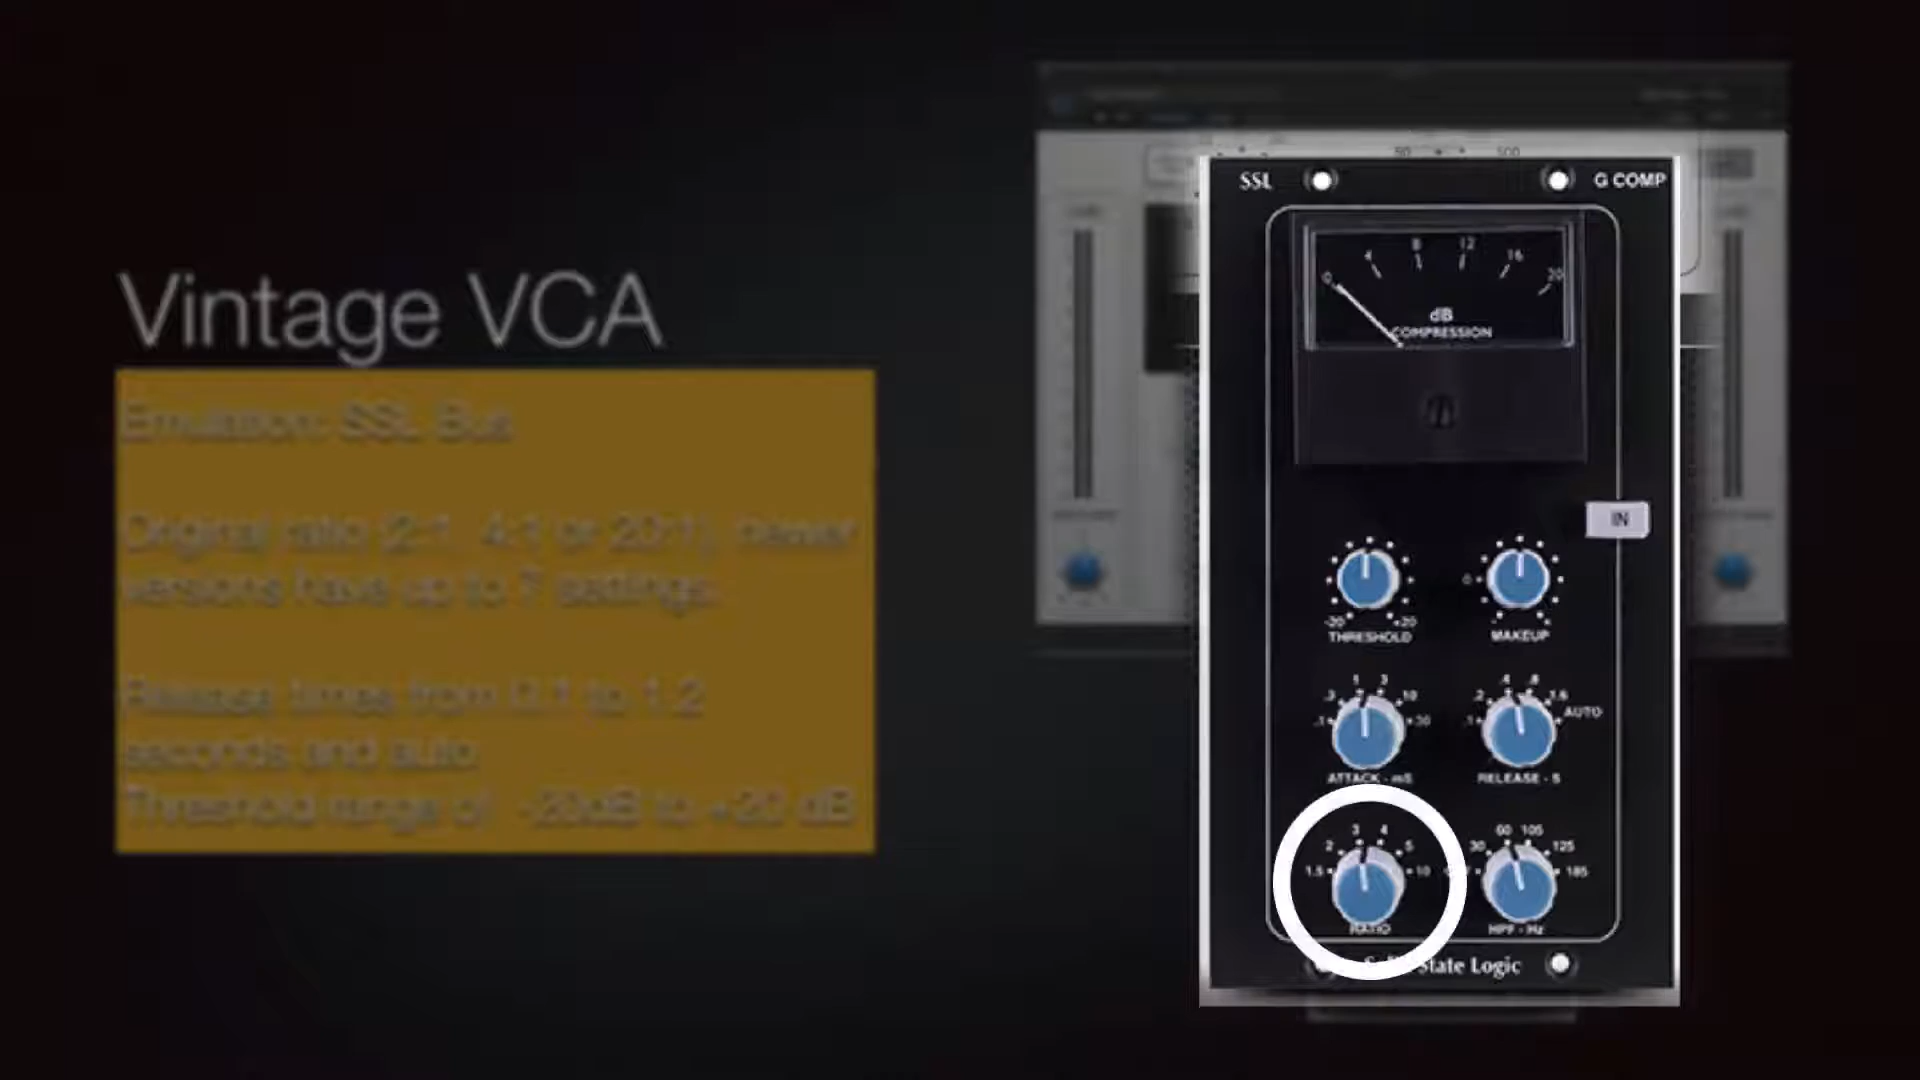 Vintage VCA
Emulation: SSL Bus
Original ratio (2:1, 4:1 or 20:1), newer
versions have up to 7 settings.
Release times from 0.1 to 1.2
seconds and auto
Threshold range of -20dB to +20 dB
SSL G COMP
0 4 8 12 16 20
dB
COMPRESSION
IN
-20 +20 0 - +
THRESHOLD MAKEUP
.1 .3 1 3 10 30 .1 .2 .4 .8 1.6 AUTO
ATTACK - mS RELEASE - S
1.5 2 3 4 5 10 30 60 105 125 185
RATIO HPF - Hz
State Logic